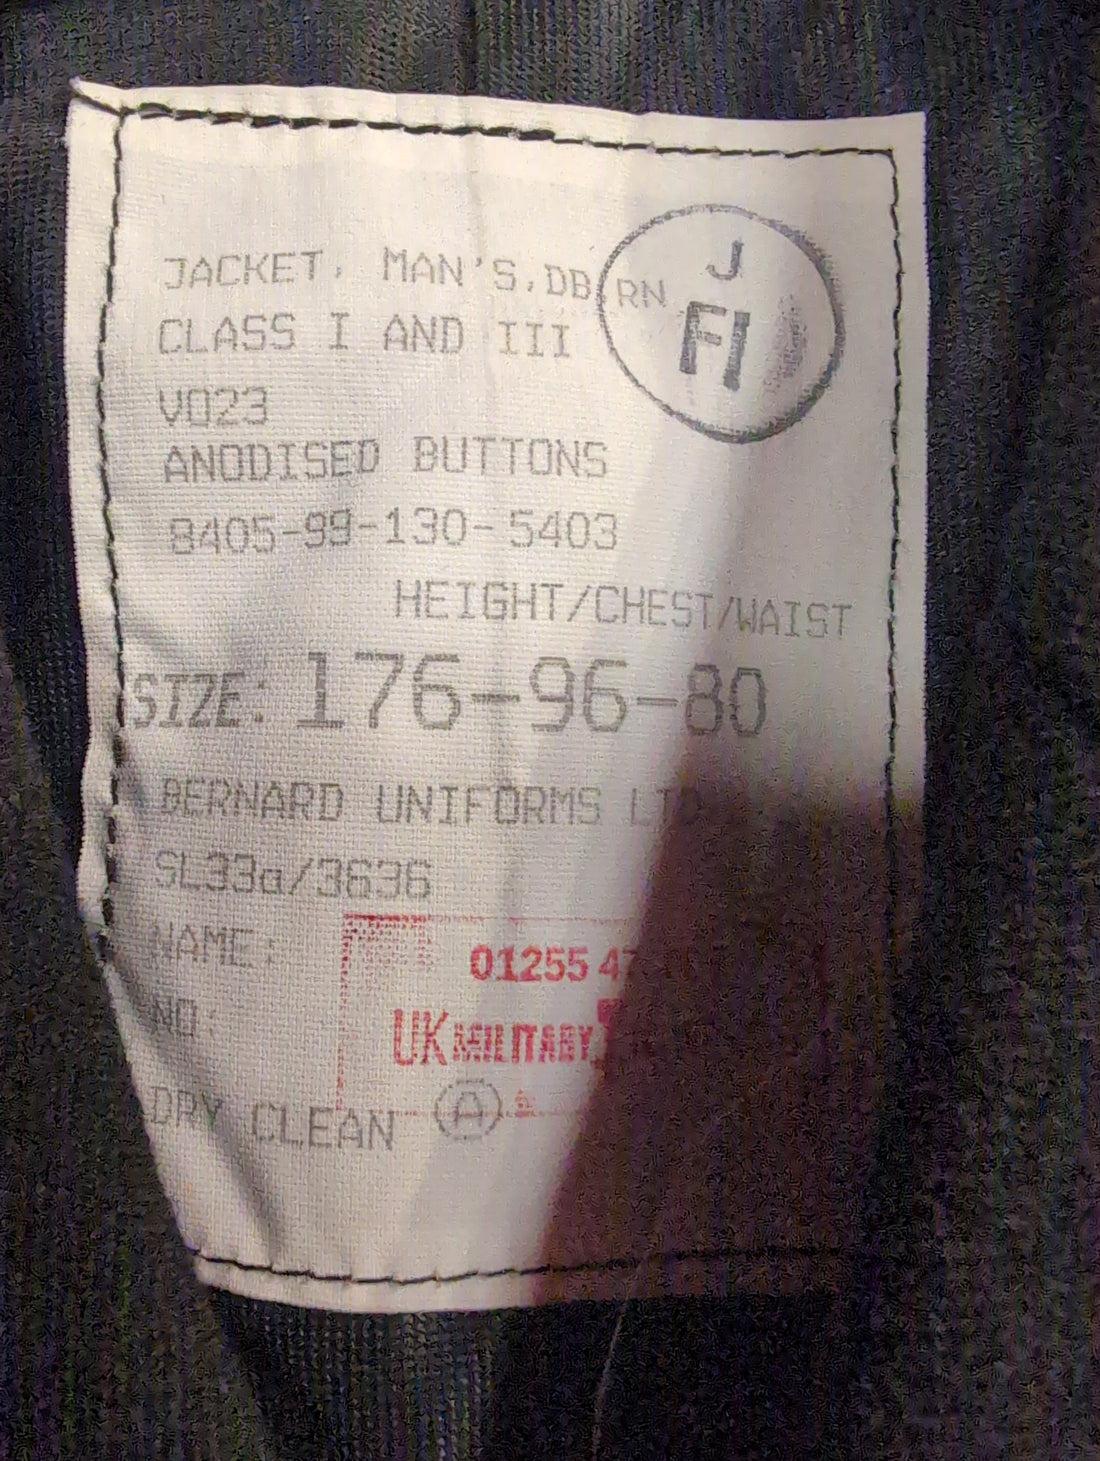 JACKET, MAN'S,DB,RN
J
FI
CLASS I AND III
V023
ANODISED BUTTONS
8405-99-130-5403
HEIGHT/CHEST/WAIST
SIZE: 176-96-80
BERNARD UNIFORMS LTD
SL33a/3636
NAME:
01255 47
NO:
UK MILITARY
DRY CLEAN A